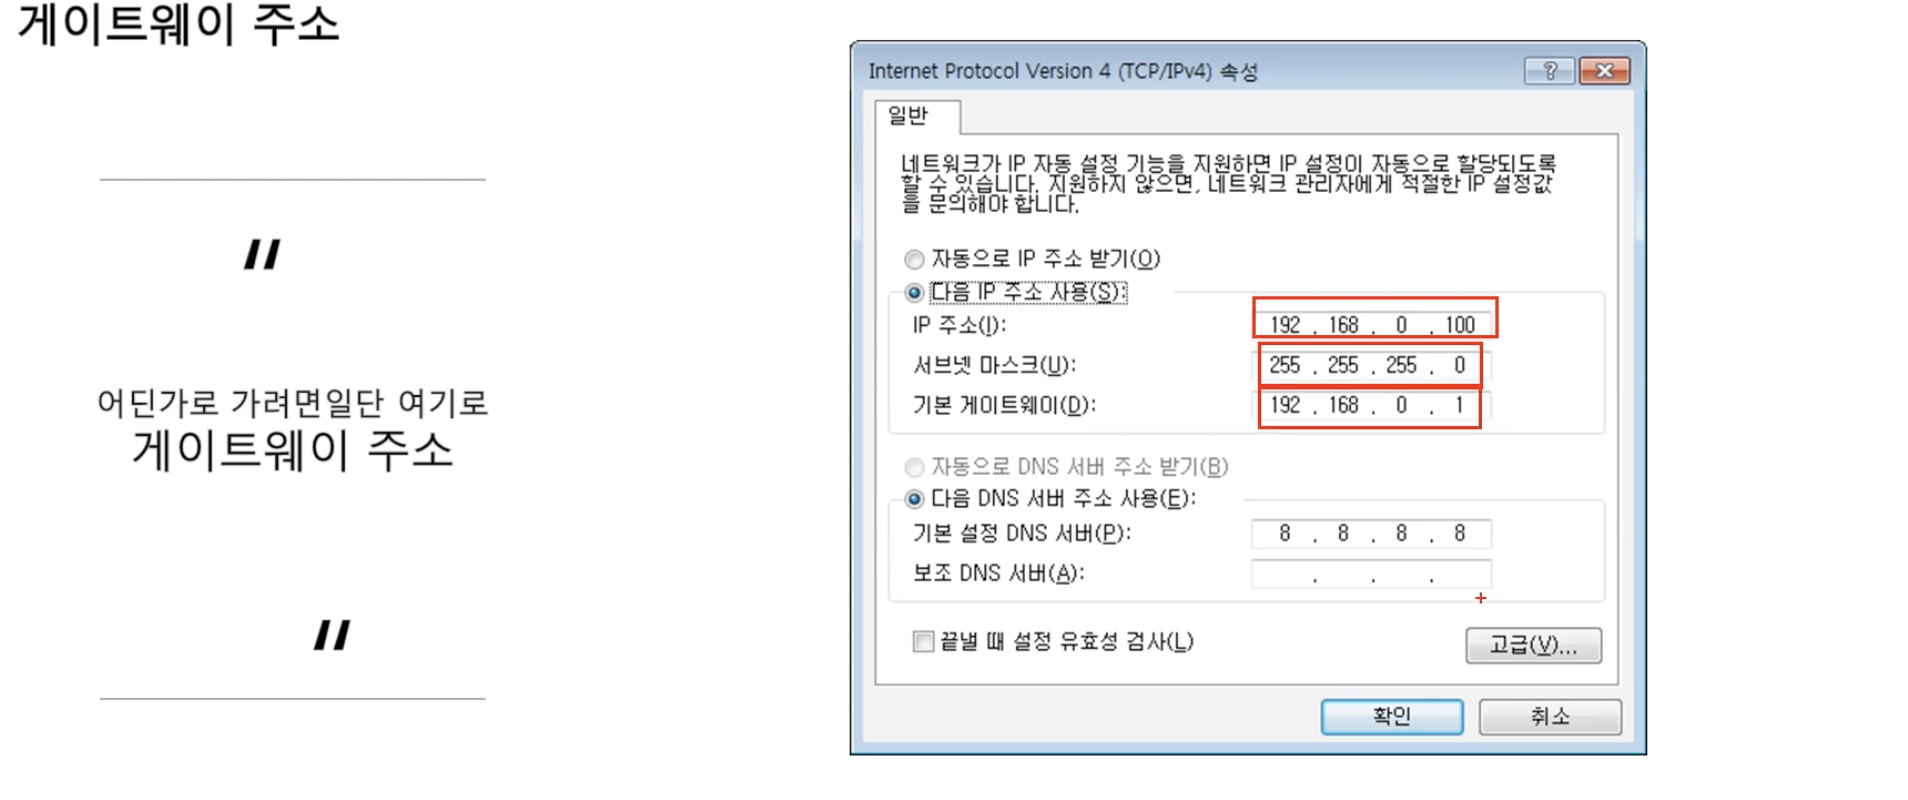 게이트웨이 주소
"
어딘가로 가려면일단 여기로
게이트웨이 주소
"
Internet Protocol Version 4 (TCP/IPv4) 속성
일반
네트워크가 IP 자동 설정 기능을 지원하면 IP 설정이 자동으로 할당되도록
할 수 있습니다. 지원하지 않으면, 네트워크 관리자에게 적절한 IP 설정값
을 문의해야 합니다.
자동으로 IP 주소 받기(O)
다음 IP 주소 사용(S):
IP 주소(I): 192 . 168 . 0 . 100
서브넷 마스크(U): 255 . 255 . 255 . 0
기본 게이트웨이(D): 192 . 168 . 0 . 1
자동으로 DNS 서버 주소 받기(B)
다음 DNS 서버 주소 사용(E):
기본 설정 DNS 서버(P): 8 . 8 . 8 . 8
보조 DNS 서버(A): . . .
끝낼 때 설정 유효성 검사(L)
고급(V)...
확인 취소